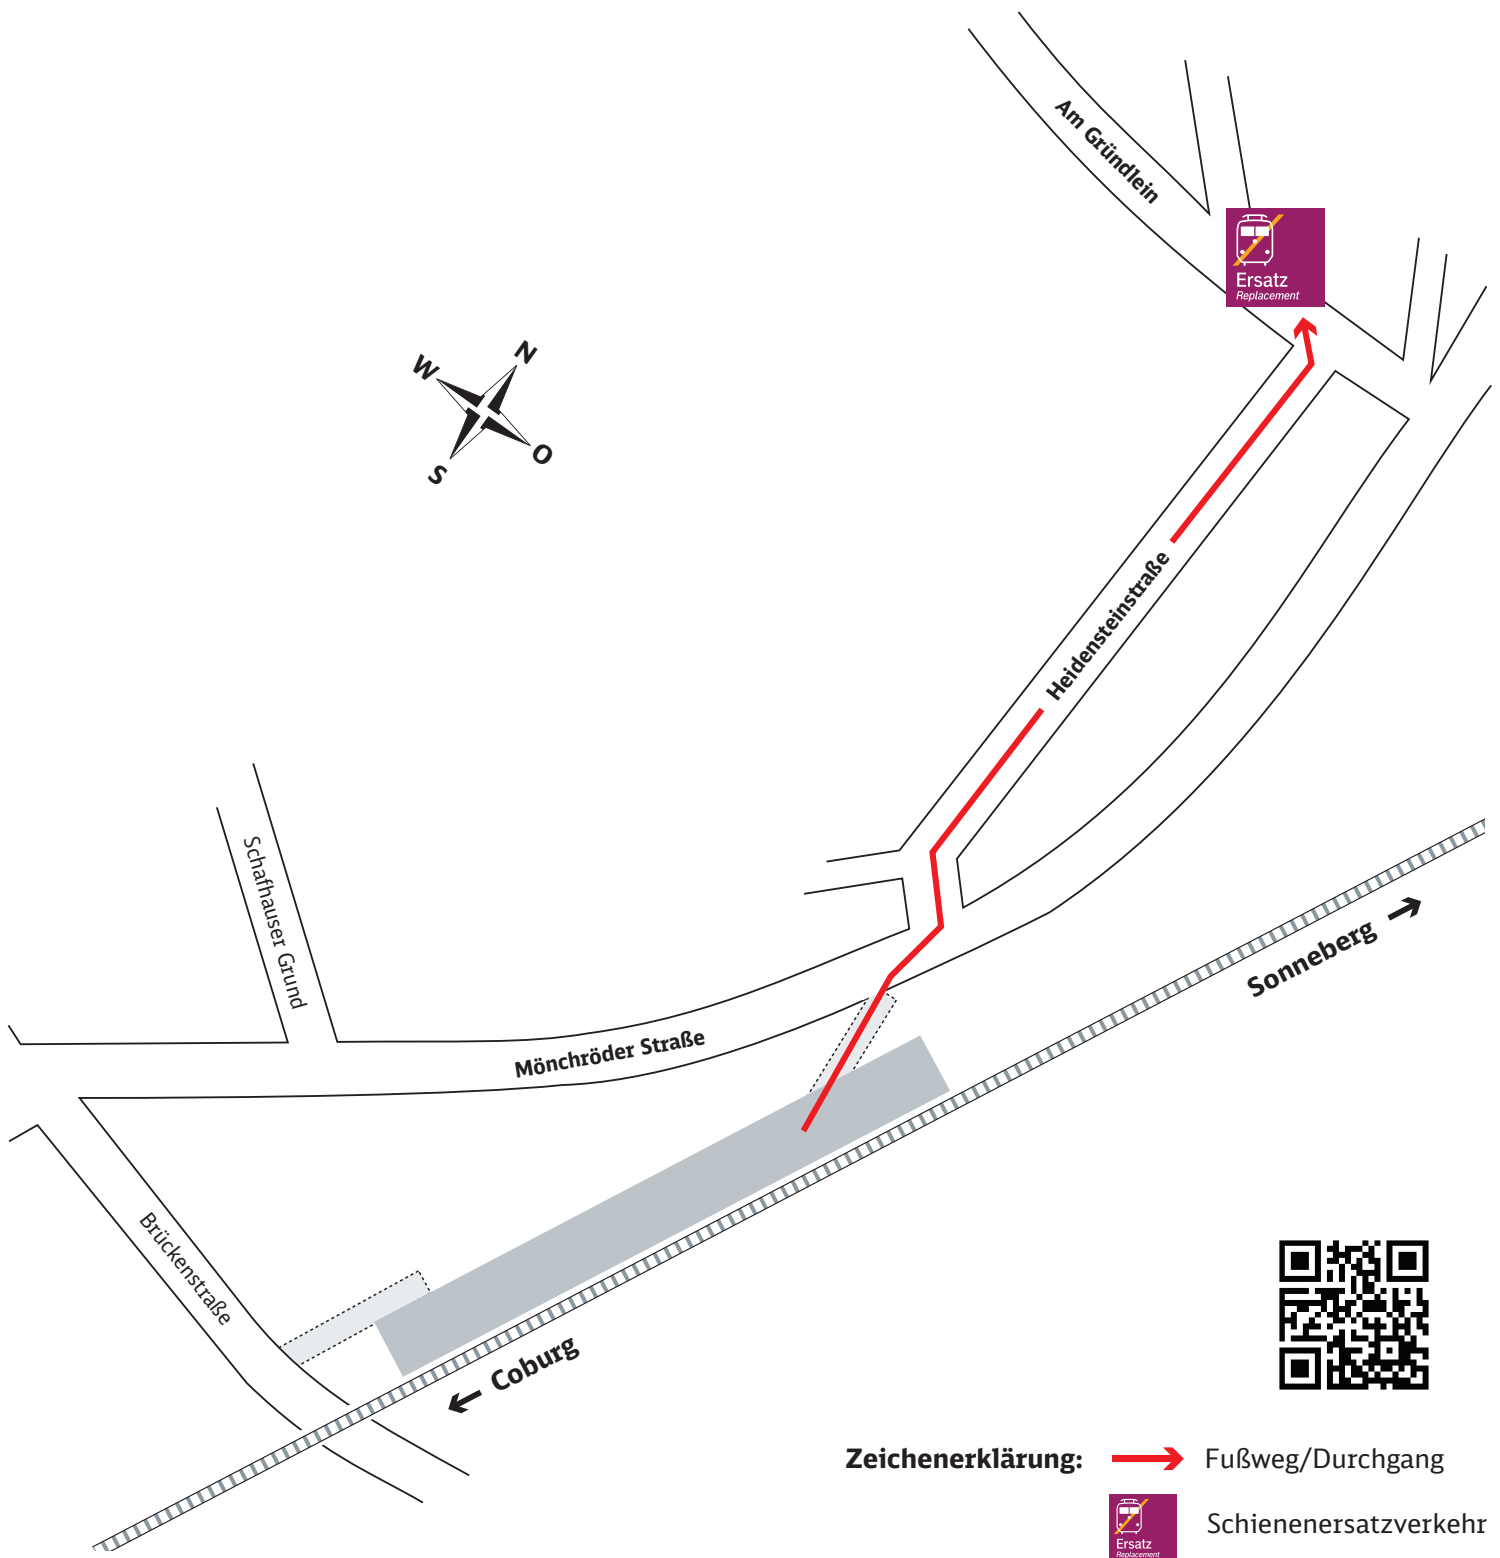 Am Gründlein
Ersatz
Replacement
N
W
O
S
Heidensteinstraße
Schafhauser Grund
Sonneberg
Mönchröder Straße
Brückenstraße
Coburg
Zeichenerklärung:
Fußweg/Durchgang
Ersatz
Replacement
Schienenersatzverkehr